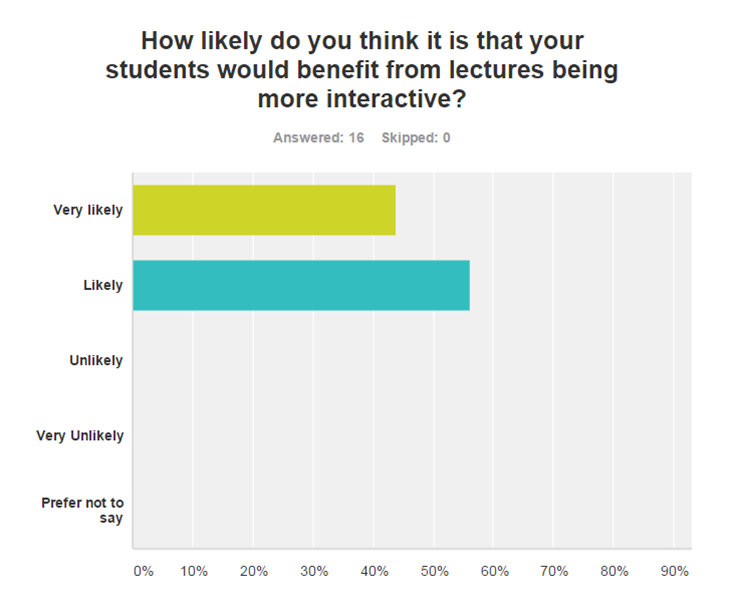 How likely do you think it is that your
students would benefit from lectures being
more interactive?
Answered: 16 Skipped: 0
Very likely
Likely
Unlikely
Very Unlikely
Prefer not to
say
0% 10% 20% 30% 40% 50% 60% 70% 80% 90%